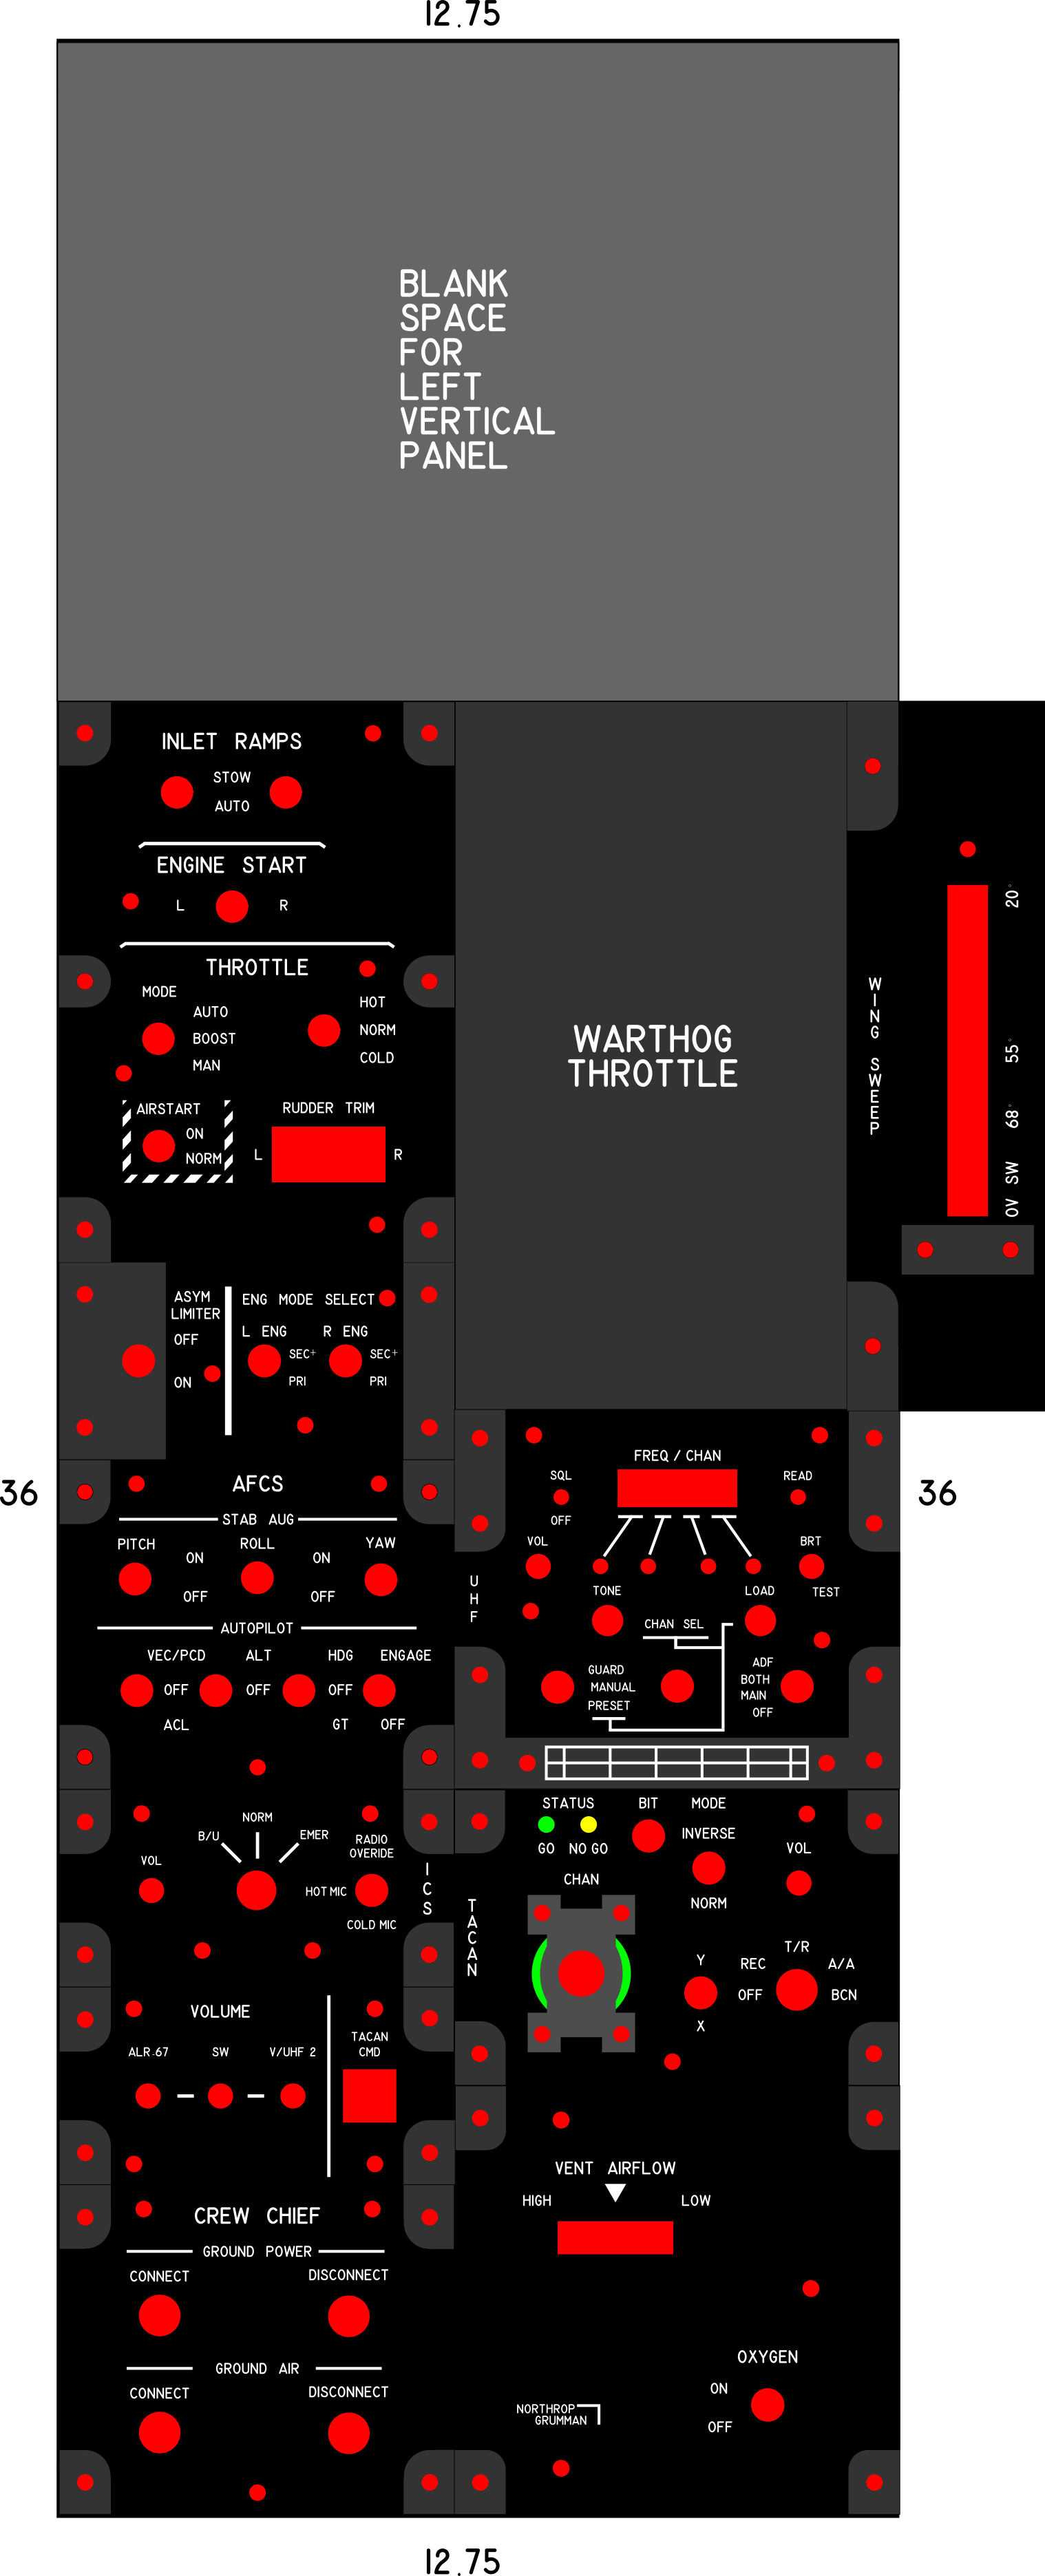 12.75
BLANK
SPACE
FOR
LEFT
VERTICAL
PANEL
INLET RAMPS
STOW
AUTO
ENGINE START
L R
THROTTLE
MODE
AUTO
BOOST
MAN
HOT
NORM
COLD
AIRSTART
ON
NORM
RUDDER TRIM
L R
WARTHOG
THROTTLE
WING SWEEP
20°
55°
68°
OV SW
ASYM
LIMITER
OFF
ON
ENG MODE SELECT
L ENG R ENG
SEC+ SEC+
PRI PRI
36
36
AFCS
STAB AUG
PITCH ROLL YAW
ON ON
OFF OFF
AUTOPILOT
VEC/PCD ALT HDG ENGAGE
OFF OFF OFF
ACL GT OFF
UHF
FREQ / CHAN
SQL READ
OFF
VOL BRT
TONE LOAD TEST
CHAN SEL
GUARD
MANUAL
PRESET
ADF
BOTH
MAIN
OFF
ICS
NORM
B/U EMER
VOL
RADIO
OVERIDE
HOT MIC
COLD MIC
TACAN
STATUS BIT MODE
GO NO GO
INVERSE
NORM
VOL
CHAN
Y
X
T/R
REC A/A
OFF BCN
VOLUME
ALR-67 SW V/UHF 2
TACAN
CMD
VENT AIRFLOW
HIGH LOW
CREW CHIEF
GROUND POWER
CONNECT DISCONNECT
GROUND AIR
CONNECT DISCONNECT
OXYGEN
ON
OFF
NORTHROP
GRUMMAN
12.75